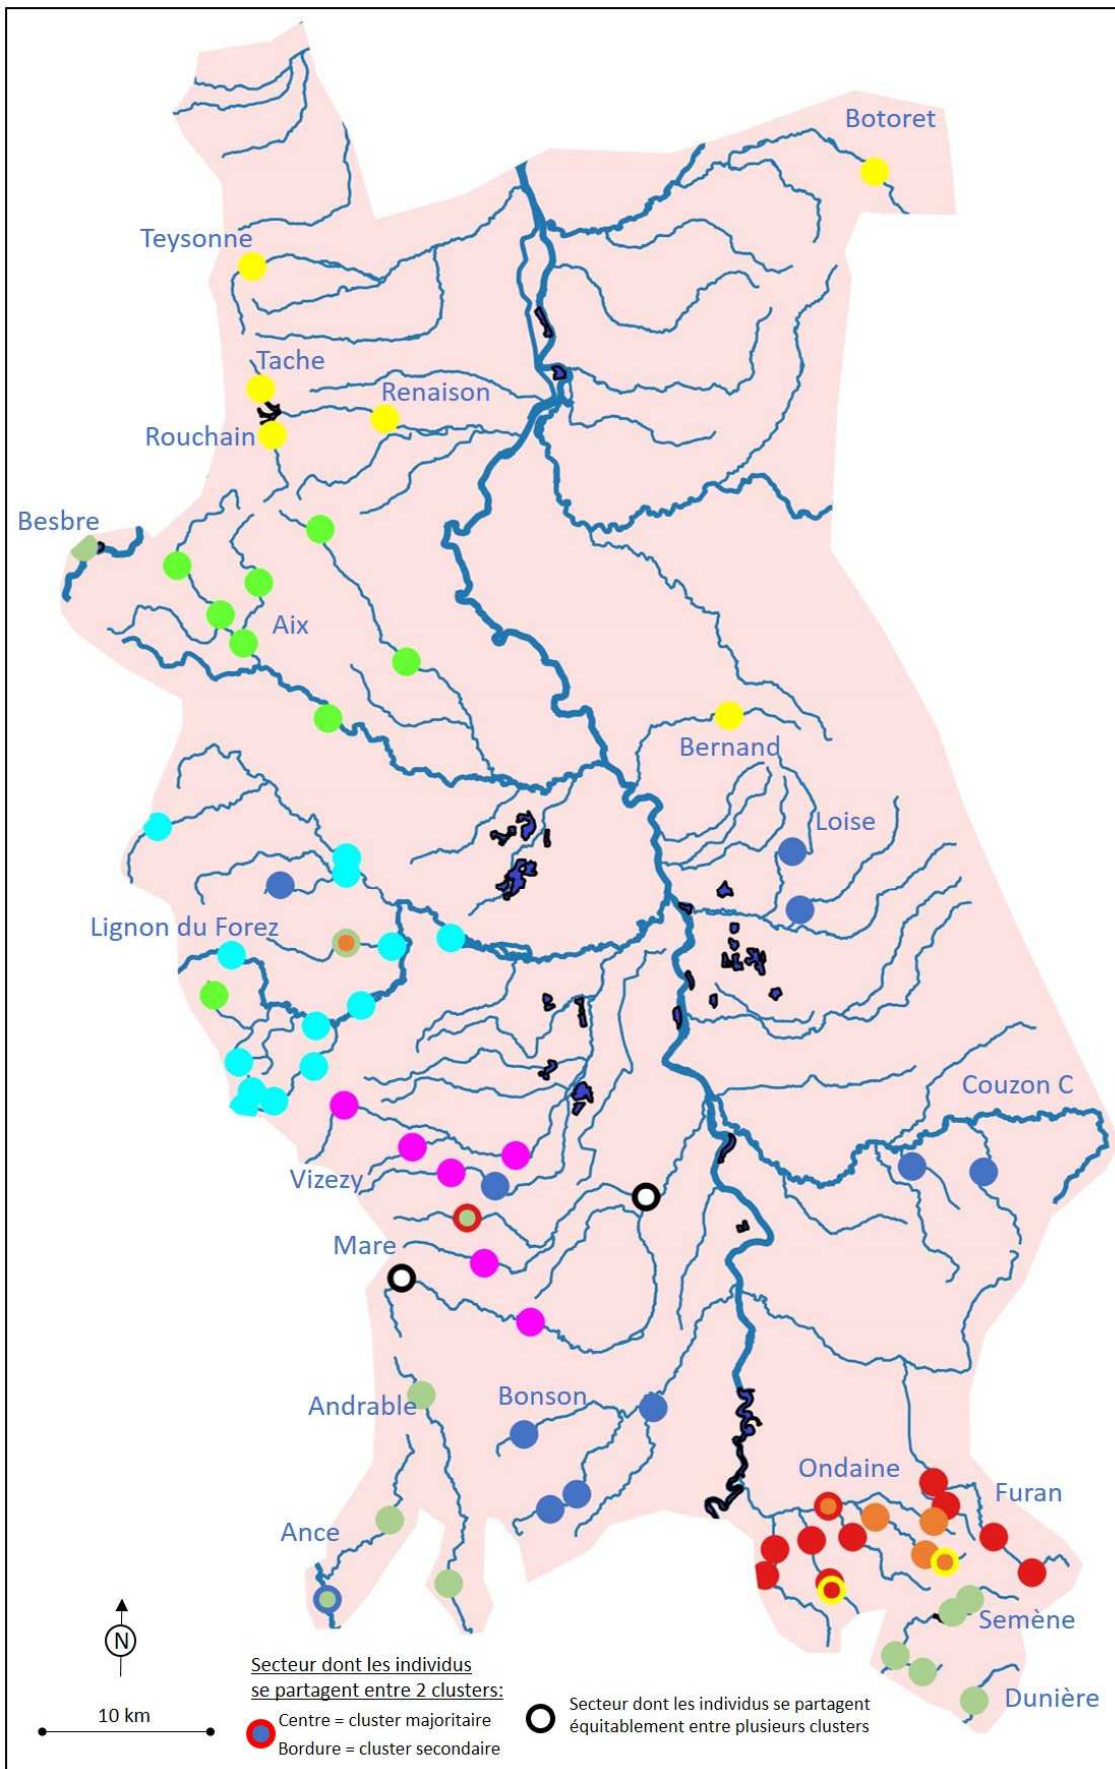 Botoret
Teysonne
Tache
Renaison
Rouchain
Besbre
Aix
Bernand
Loise
Lignon du Forez
Couzon C
Vizezy
Mare
Andrable
Bonson
Ondaine
Furan
Ance
Semène
Dunière
N
10 km
Secteur dont les individus
se partagent entre 2 clusters:
Centre = cluster majoritaire
Bordure = cluster secondaire
Secteur dont les individus se partagent
équitablement entre plusieurs clusters